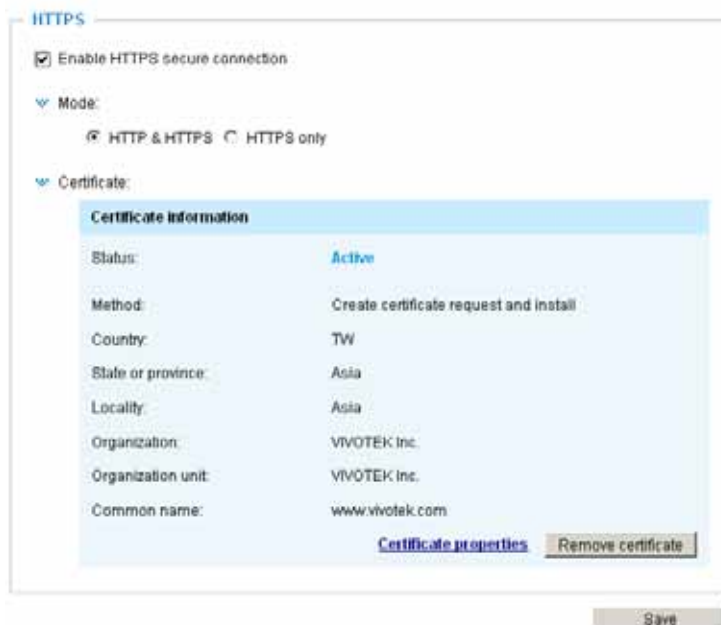 HTTPS
Enable HTTPS secure connection
Mode:
HTTP & HTTPS HTTPS only
Certificate:
Certificate information
Status: Active
Method: Create certificate request and install
Country: TW
State or province: Asia
Locality: Asia
Organization: VIVOTEK Inc.
Organization unit: VIVOTEK Inc.
Common name: www.vivotek.com
Certificate properties Remove certificate
Save